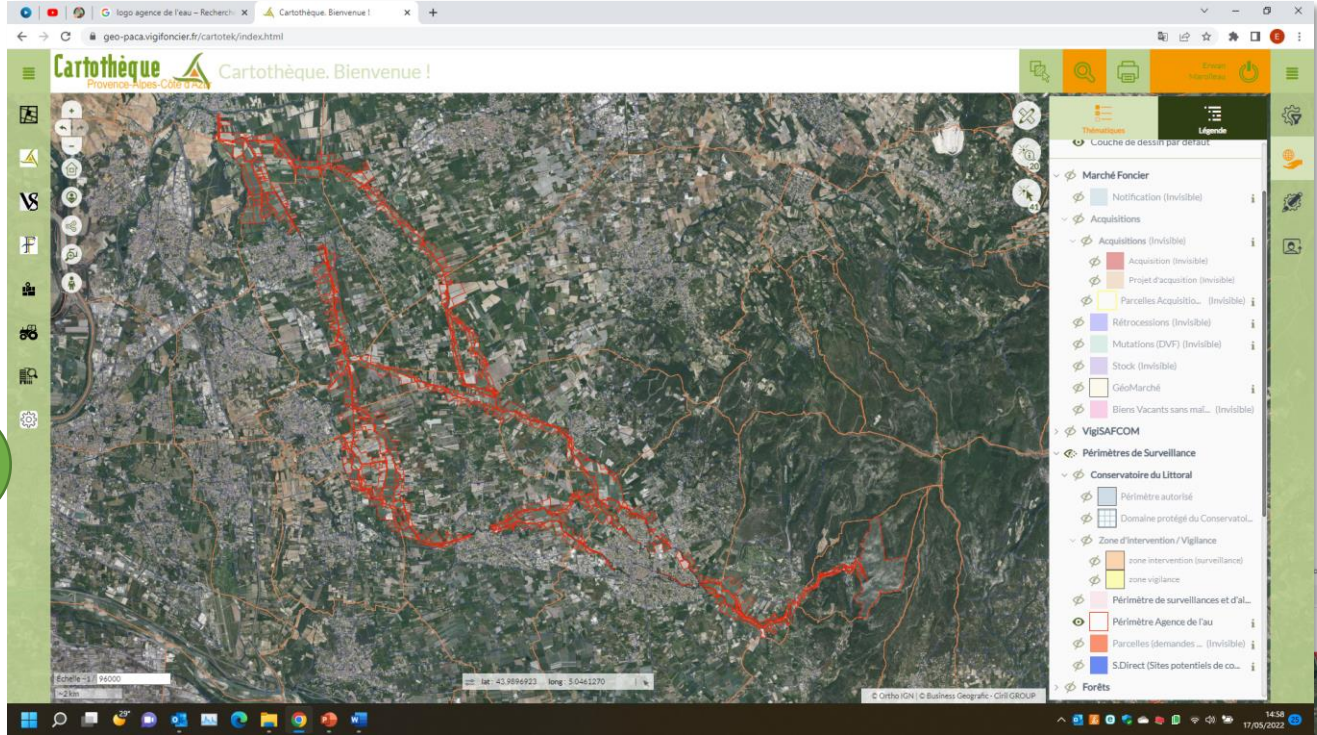 logo agence de l'eau – Recherch
Cartothèque. Bienvenue !
geo-paca.vigifoncier.fr/cartotek/index.html
E
Cartothèque
Provence-Alpes-Côte d'Azur
Cartothèque. Bienvenue !
Erwan
Thématiques
Légende
Couche de dessin par défaut
Marché Foncier
Notification (Invisible)
Acquisitions
Acquisitions (Invisible)
Acquisition (Invisible)
Projet d'acqusition (Invisible)
Parcelles Acquisitio... (Invisible)
Rétrocessions (Invisible)
Mutations (DVF) (Invisible)
Stock (Invisible)
GéoMarché
Biens Vacants sans maî... (Invisible)
VigiSAFCOM
Périmètres de Surveillance
Conservatoire du Littoral
Périmètre autorisé
Domaine protégé du Conservatoi...
Zone d'Intervention / Vigilance
zone intervention (surveillance)
zone vigilance
Périmètre de surveillances et d'al...
Périmètre Agence de l'au
Parcelles (demandes ... (Invisible)
S.Direct (Sites potentiels de co...
Forêts
20
41
Échelle ~1 / 96000
~2 km
lat : 43.9896923 long : 5.0461270
© Ortho IGN | © Business Geografic - Ciril GROUP
29°
14:58
17/05/2022